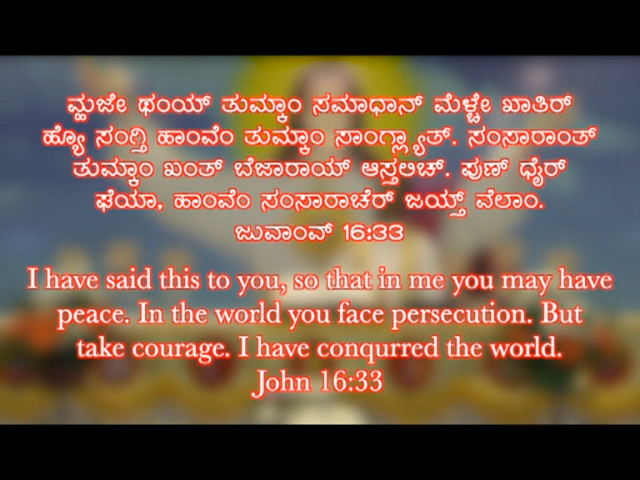 ಮ್ಹಜೇ ಥಂಯ್ ತುಮ್ಕಾಂ ಸಮಾಧಾನ್ ಮೆಳ್ಚೇ ಖಾತಿರ್
ಹ್ಯೊ ಸಂಗ್ತಿ ಹಾಂವೆಂ ತುಮ್ಕಾಂ ಸಾಂಗ್ಲ್ಯಾತ್. ಸಂಸಾರಾಂತ್
ತುಮ್ಕಾಂ ಖಂತ್ ಬೆಜಾರಾಯ್ ಆಸ್ತಲಿಚ್. ಪುಣ್ ಧೈರ್
ಘೆಯಾ, ಹಾಂವೆಂ ಸಂಸಾರಾಚೆರ್ ಜಯ್ತ್ ವೆಲಾಂ.
ಜುವಾಂವ್ 16:33
I have said this to you, so that in me you may have
peace. In the world you face persecution. But
take courage. I have conqurred the world.
John 16:33